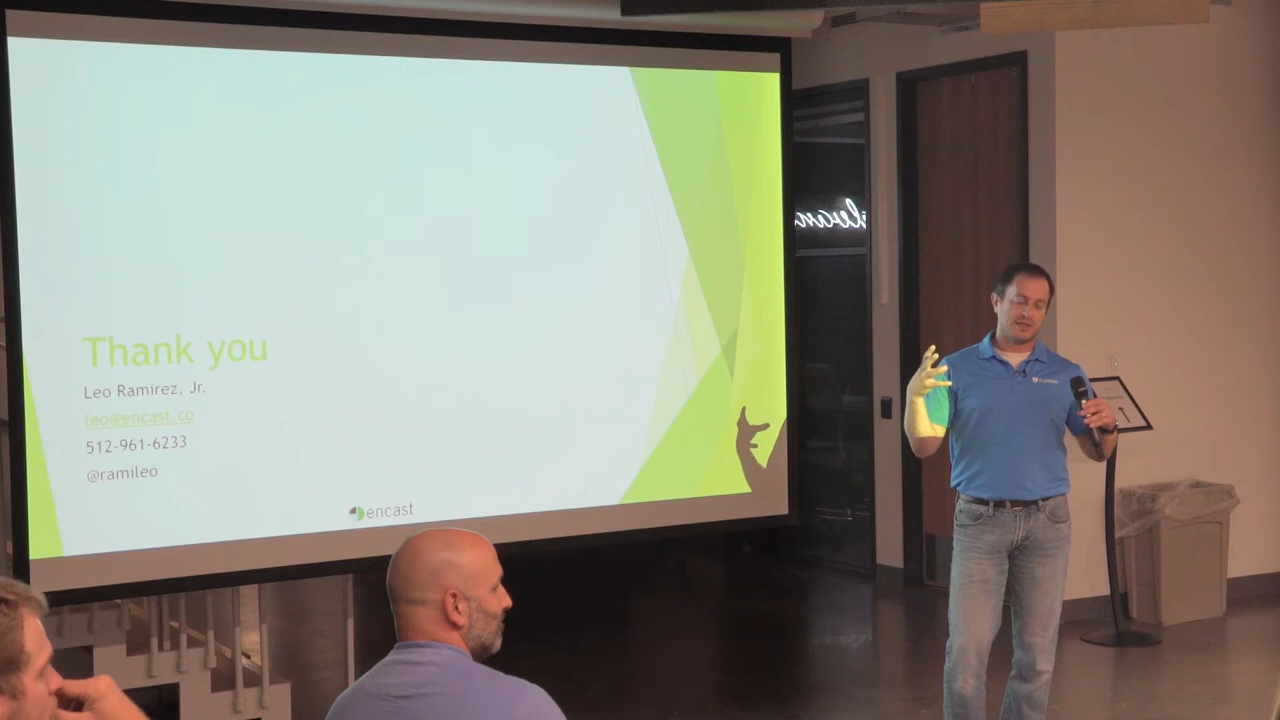 Thank you
Leo Ramirez, Jr.
leo@encast.co
512-961-6233
@ramileo
encast